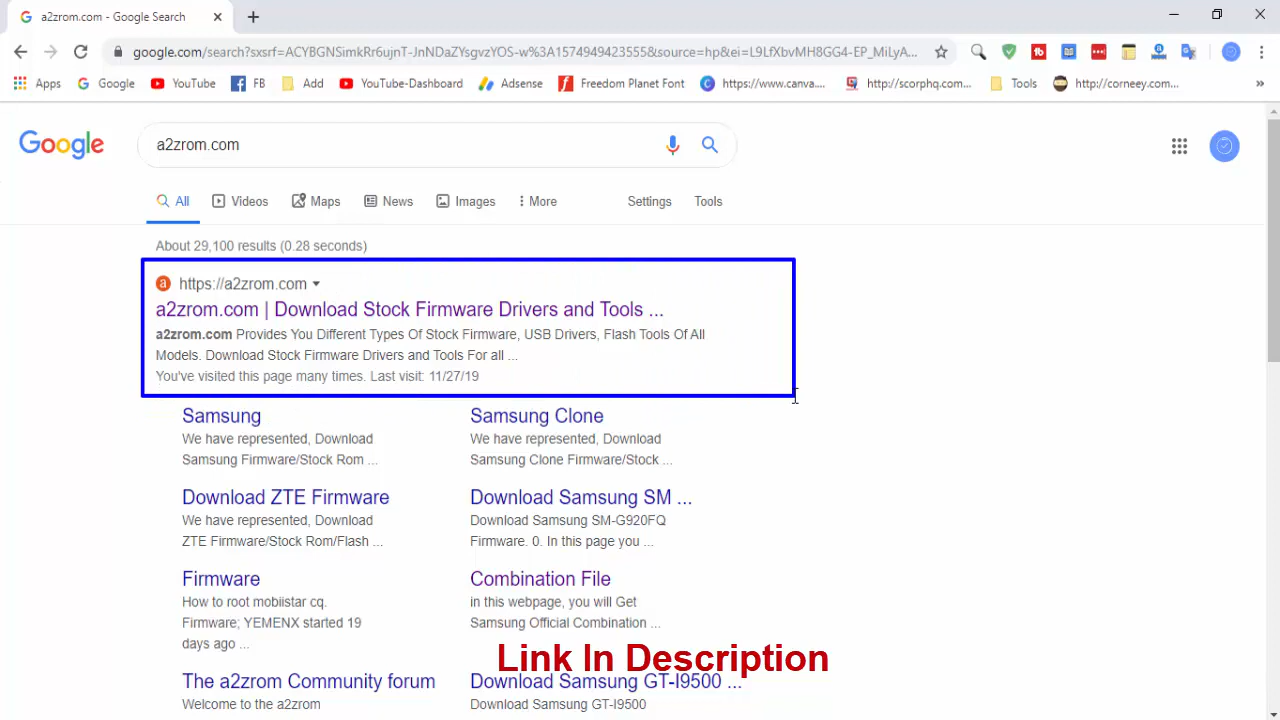 a2zrom.com - Google Search
google.com/search?sxsrf=ACYBGNSimkRr6ujnT-JnNDaZYsgvzYOS-w%3A1574949423555&source=hp&ei=L9LfXbvMH8GG4-EP_MiLyA...
Apps Google YouTube FB Add YouTube-Dashboard Adsense Freedom Planet Font https://www.canva.... http://scorphq.com... Tools http://corneey.com... »
Google
a2zrom.com
All Videos Maps News Images More Settings Tools
About 29,100 results (0.28 seconds)
https://a2zrom.com
a2zrom.com | Download Stock Firmware Drivers and Tools ...
a2zrom.com Provides You Different Types Of Stock Firmware, USB Drivers, Flash Tools Of All
Models. Download Stock Firmware Drivers and Tools For all ...
You've visited this page many times. Last visit: 11/27/19
Samsung
We have represented, Download
Samsung Firmware/Stock Rom ...
Samsung Clone
We have represented, Download
Samsung Clone Firmware/Stock ...
Download ZTE Firmware
We have represented, Download
ZTE Firmware/Stock Rom/Flash ...
Download Samsung SM ...
Download Samsung SM-G920FQ
Firmware. 0. In this page you ...
Firmware
How to root mobiistar cq.
Firmware; YEMENX started 19
days ago ...
Combination File
in this webpage, you will Get
Samsung Official Combination ...
Link In Description
The a2zrom Community forum
Welcome to the a2zrom
Download Samsung GT-I9500 ...
Download Samsung GT-I9500